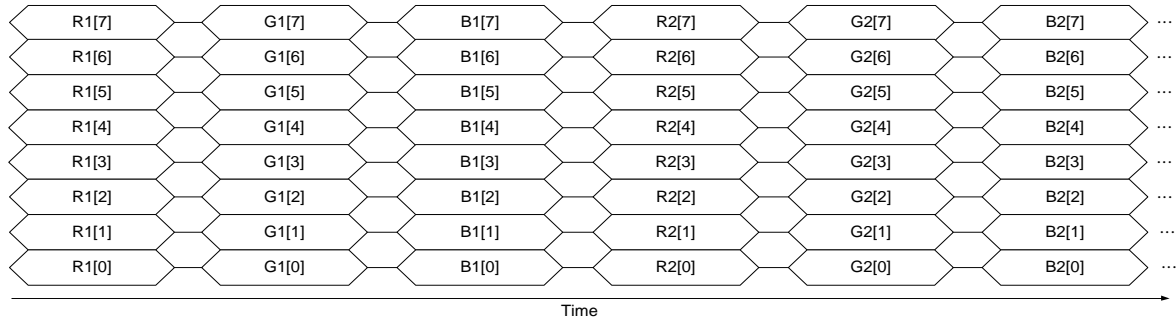 R1[7] G1[7] B1[7] R2[7] G2[7] B2[7] ...
R1[6] G1[6] B1[6] R2[6] G2[6] B2[6] ...
R1[5] G1[5] B1[5] R2[5] G2[5] B2[5] ...
R1[4] G1[4] B1[4] R2[4] G2[4] B2[4] ...
R1[3] G1[3] B1[3] R2[3] G2[3] B2[3] ...
R1[2] G1[2] B1[2] R2[2] G2[2] B2[2] ...
R1[1] G1[1] B1[1] R2[1] G2[1] B2[1] ...
R1[0] G1[0] B1[0] R2[0] G2[0] B2[0] ...
Time